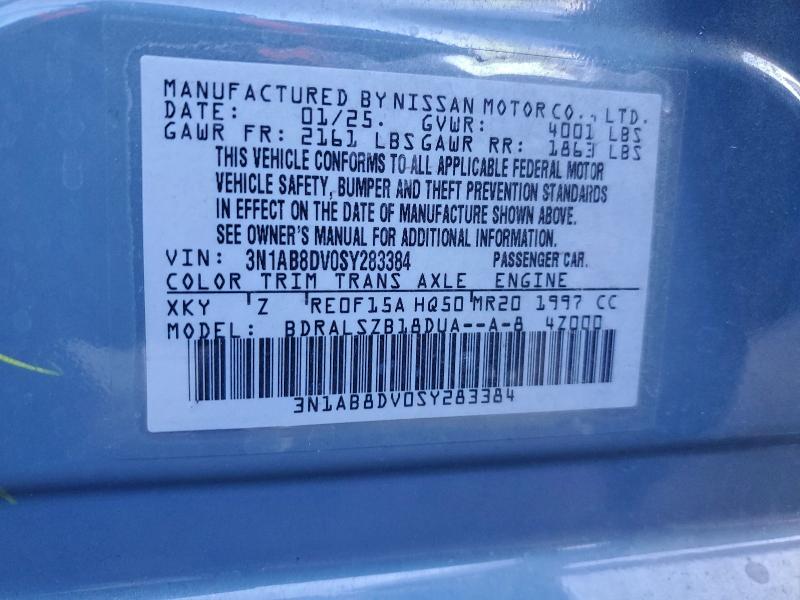 MANUFACTURED BY NISSAN MOTOR CO., LTD.
DATE: 01/25. GVWR: 4001 LBS
GAWR FR: 2161 LBS GAWR RR: 1863 LBS
THIS VEHICLE CONFORMS TO ALL APPLICABLE FEDERAL MOTOR
VEHICLE SAFETY, BUMPER AND THEFT PREVENTION STANDARDS
IN EFFECT ON THE DATE OF MANUFACTURE SHOWN ABOVE.
SEE OWNER'S MANUAL FOR ADDITIONAL INFORMATION.
VIN: 3N1AB8DV0SY283384 PASSENGER CAR.
COLOR TRIM TRANS AXLE ENGINE
XKY Z RE0F15A HQ50 MR20 1997 CC
MODEL: BDRALSZB18DUA--A-8 4Z000
3N1AB8DV0SY283384